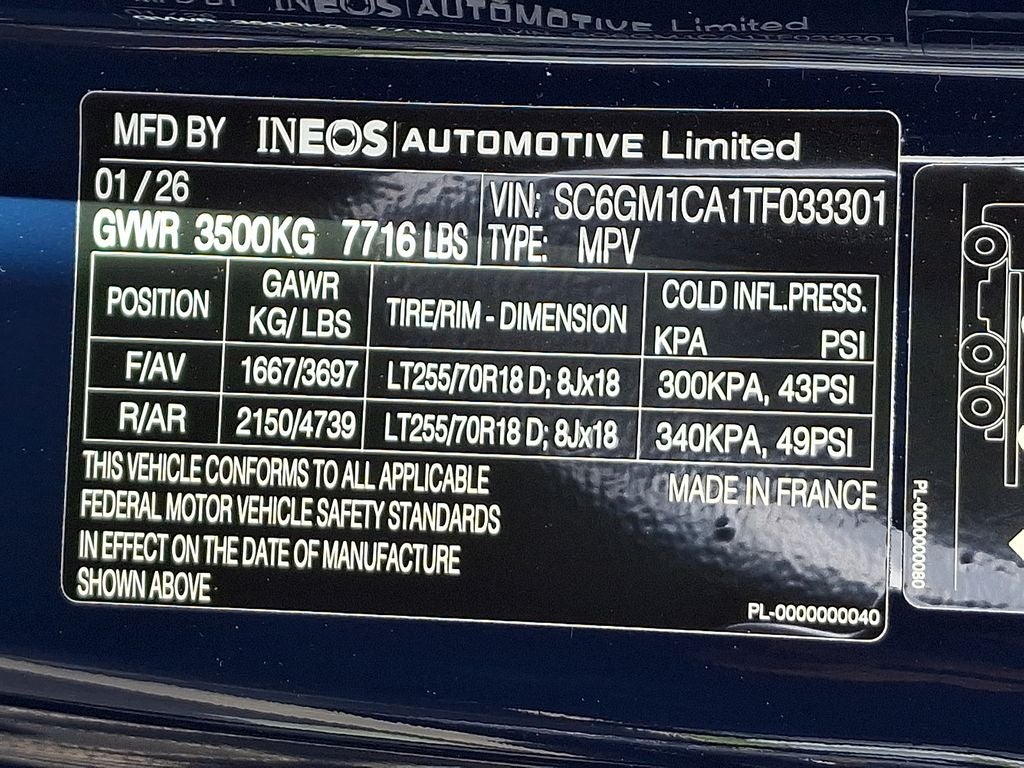 MFD BY INEOS | AUTOMOTIVE Limited
01 / 26
VIN: SC6GM1CA1TF033301
GVWR 3500KG 7716 LBS
TYPE: MPV
POSITION GAWR KG/ LBS TIRE/RIM - DIMENSION COLD INFL.PRESS. KPA PSI
F/AV 1667/3697 LT255/70R18 D; 8Jx18 300KPA, 43PSI
R/AR 2150/4739 LT255/70R18 D; 8Jx18 340KPA, 49PSI
THIS VEHICLE CONFORMS TO ALL APPLICABLE
FEDERAL MOTOR VEHICLE SAFETY STANDARDS
IN EFFECT ON THE DATE OF MANUFACTURE
SHOWN ABOVE
MADE IN FRANCE
PL-0000000040
PL-0000000080